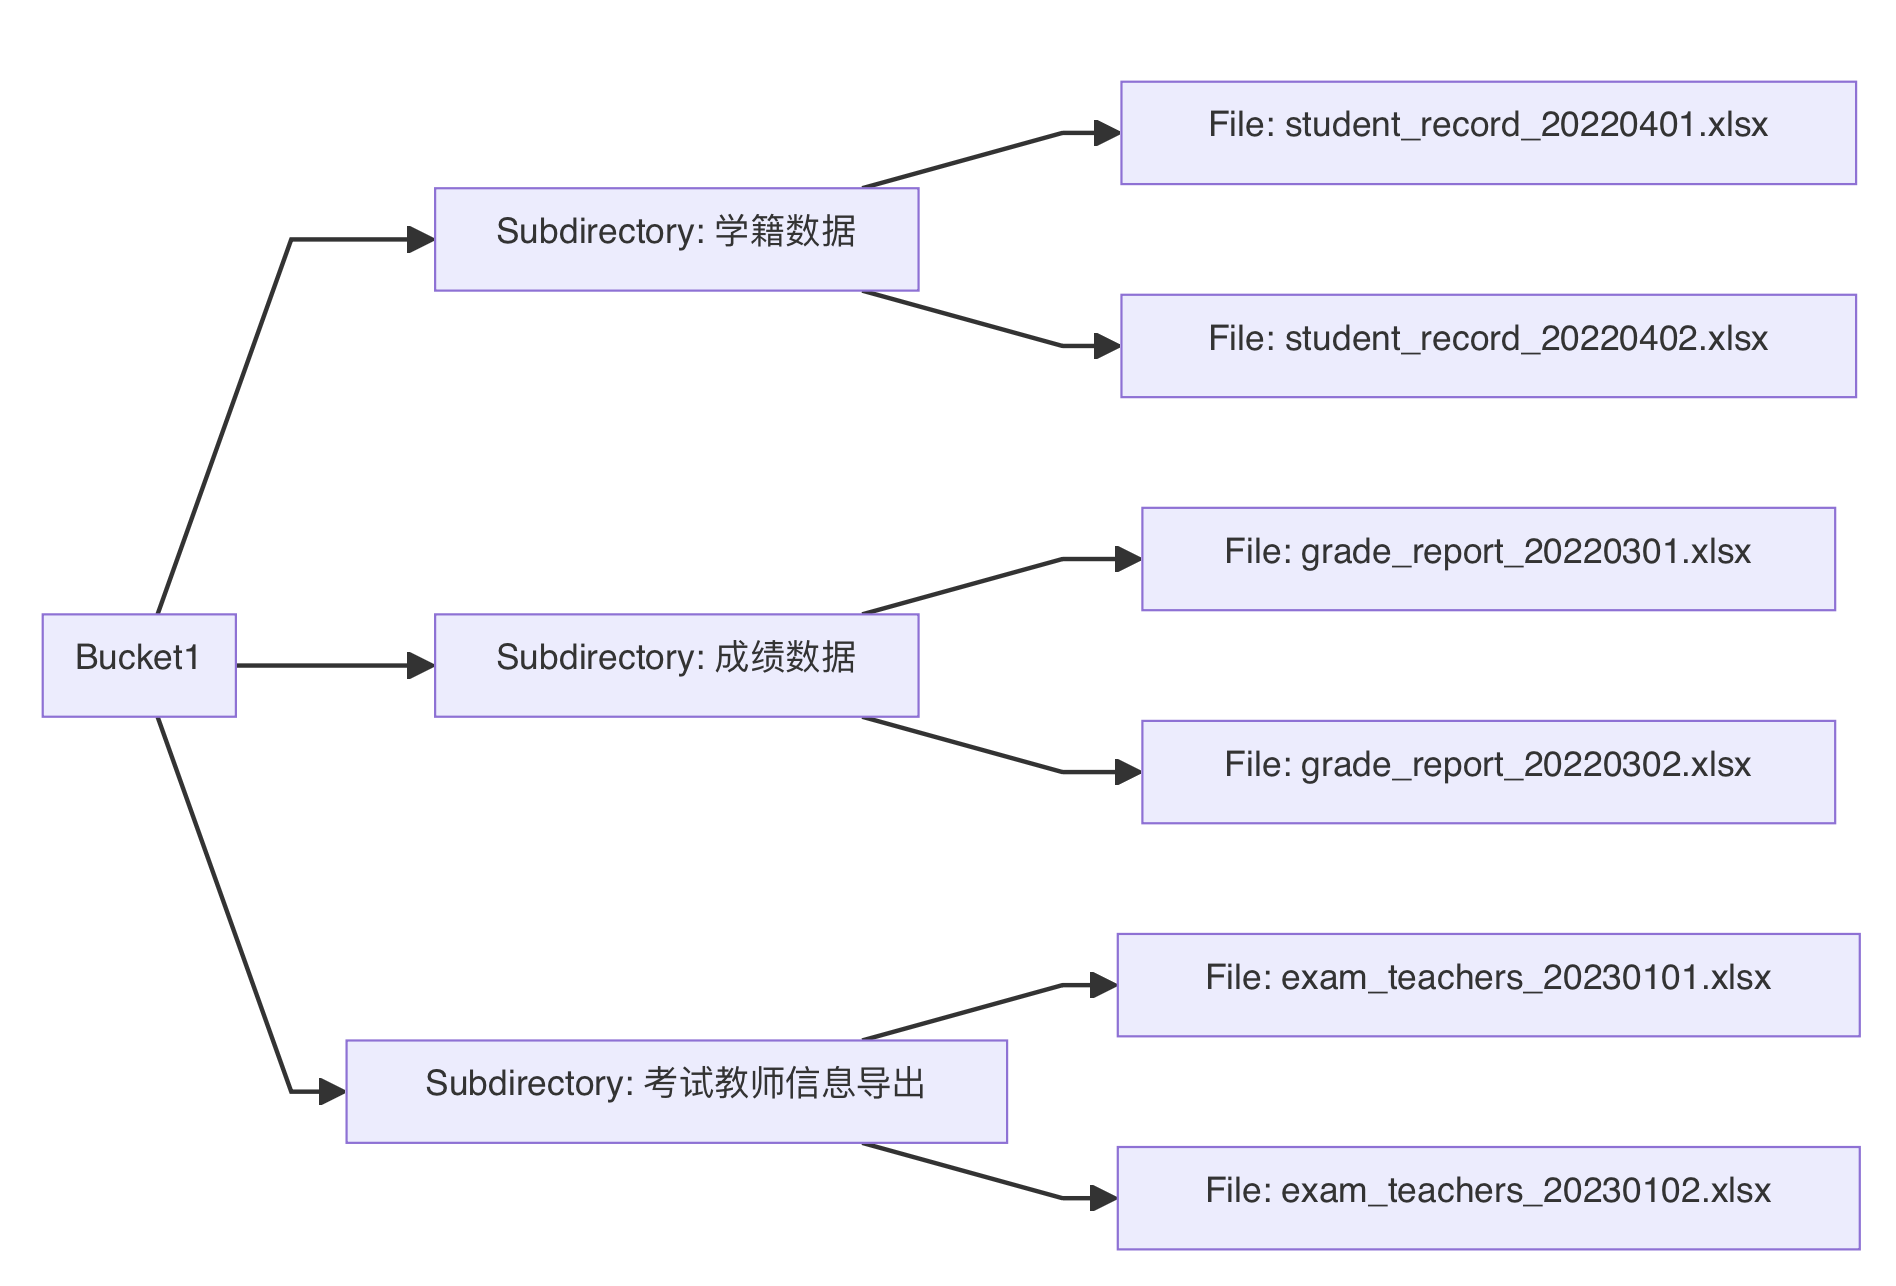 File: student_record_20220401.xlsx
Subdirectory: 学籍数据
File: student_record_20220402.xlsx
File: grade_report_20220301.xlsx
Bucket1
Subdirectory: 成绩数据
File: grade_report_20220302.xlsx
File: exam_teachers_20230101.xlsx
Subdirectory: 考试教师信息导出
File: exam_teachers_20230102.xlsx